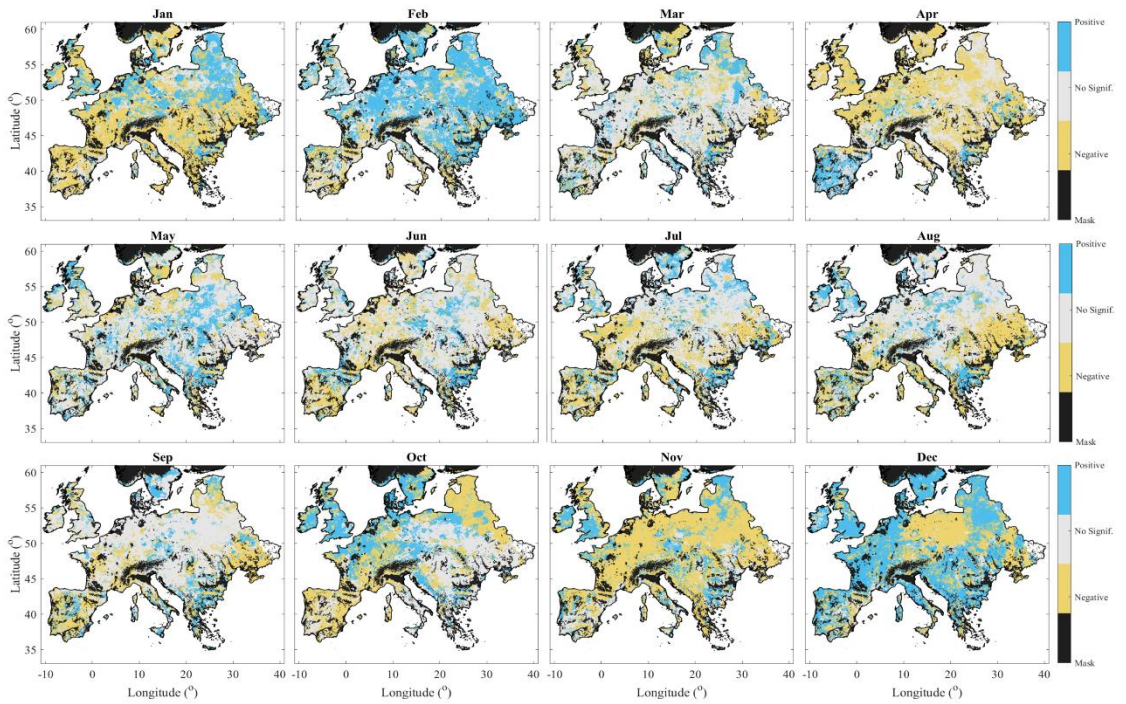 Jan Feb Mar Apr
60 55 50 45 40 35
Latitude (°)
Positive
No Signif.
Negative
Mask
May Jun Jul Aug
60 55 50 45 40 35
Latitude (°)
Positive
No Signif.
Negative
Mask
Sep Oct Nov Dec
60 55 50 45 40 35
Latitude (°)
Positive
No Signif.
Negative
Mask
-10 0 10 20 30 40 -10 0 10 20 30 40 -10 0 10 20 30 40 -10 0 10 20 30 40
Longitude (°) Longitude (°) Longitude (°) Longitude (°)